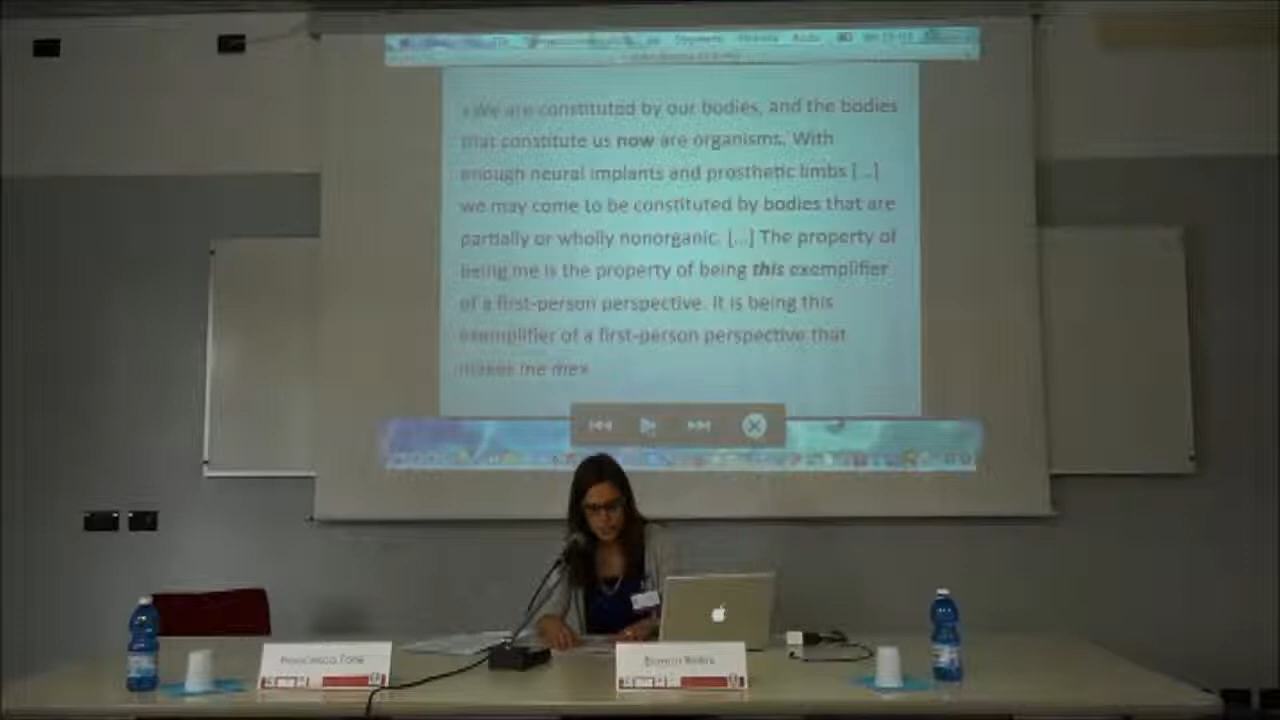 «We are constituted by our bodies, and the bodies
that constitute us now are organisms. With
enough neural implants and prosthetic limbs [...]
we may come to be constituted by bodies that are
partially or wholly nonorganic. [...] The property of
being me is the property of being this exemplifier
of a first-person perspective. It is being this
exemplifier of a first-person perspective that
makes me me»